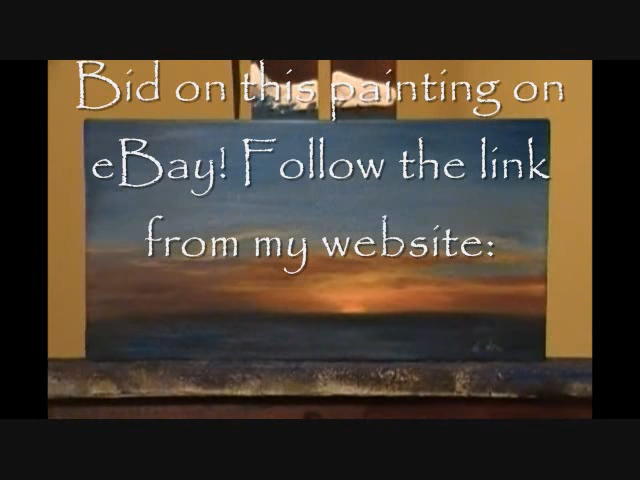 Bid on this painting on
eBay! Follow the link
from my website: